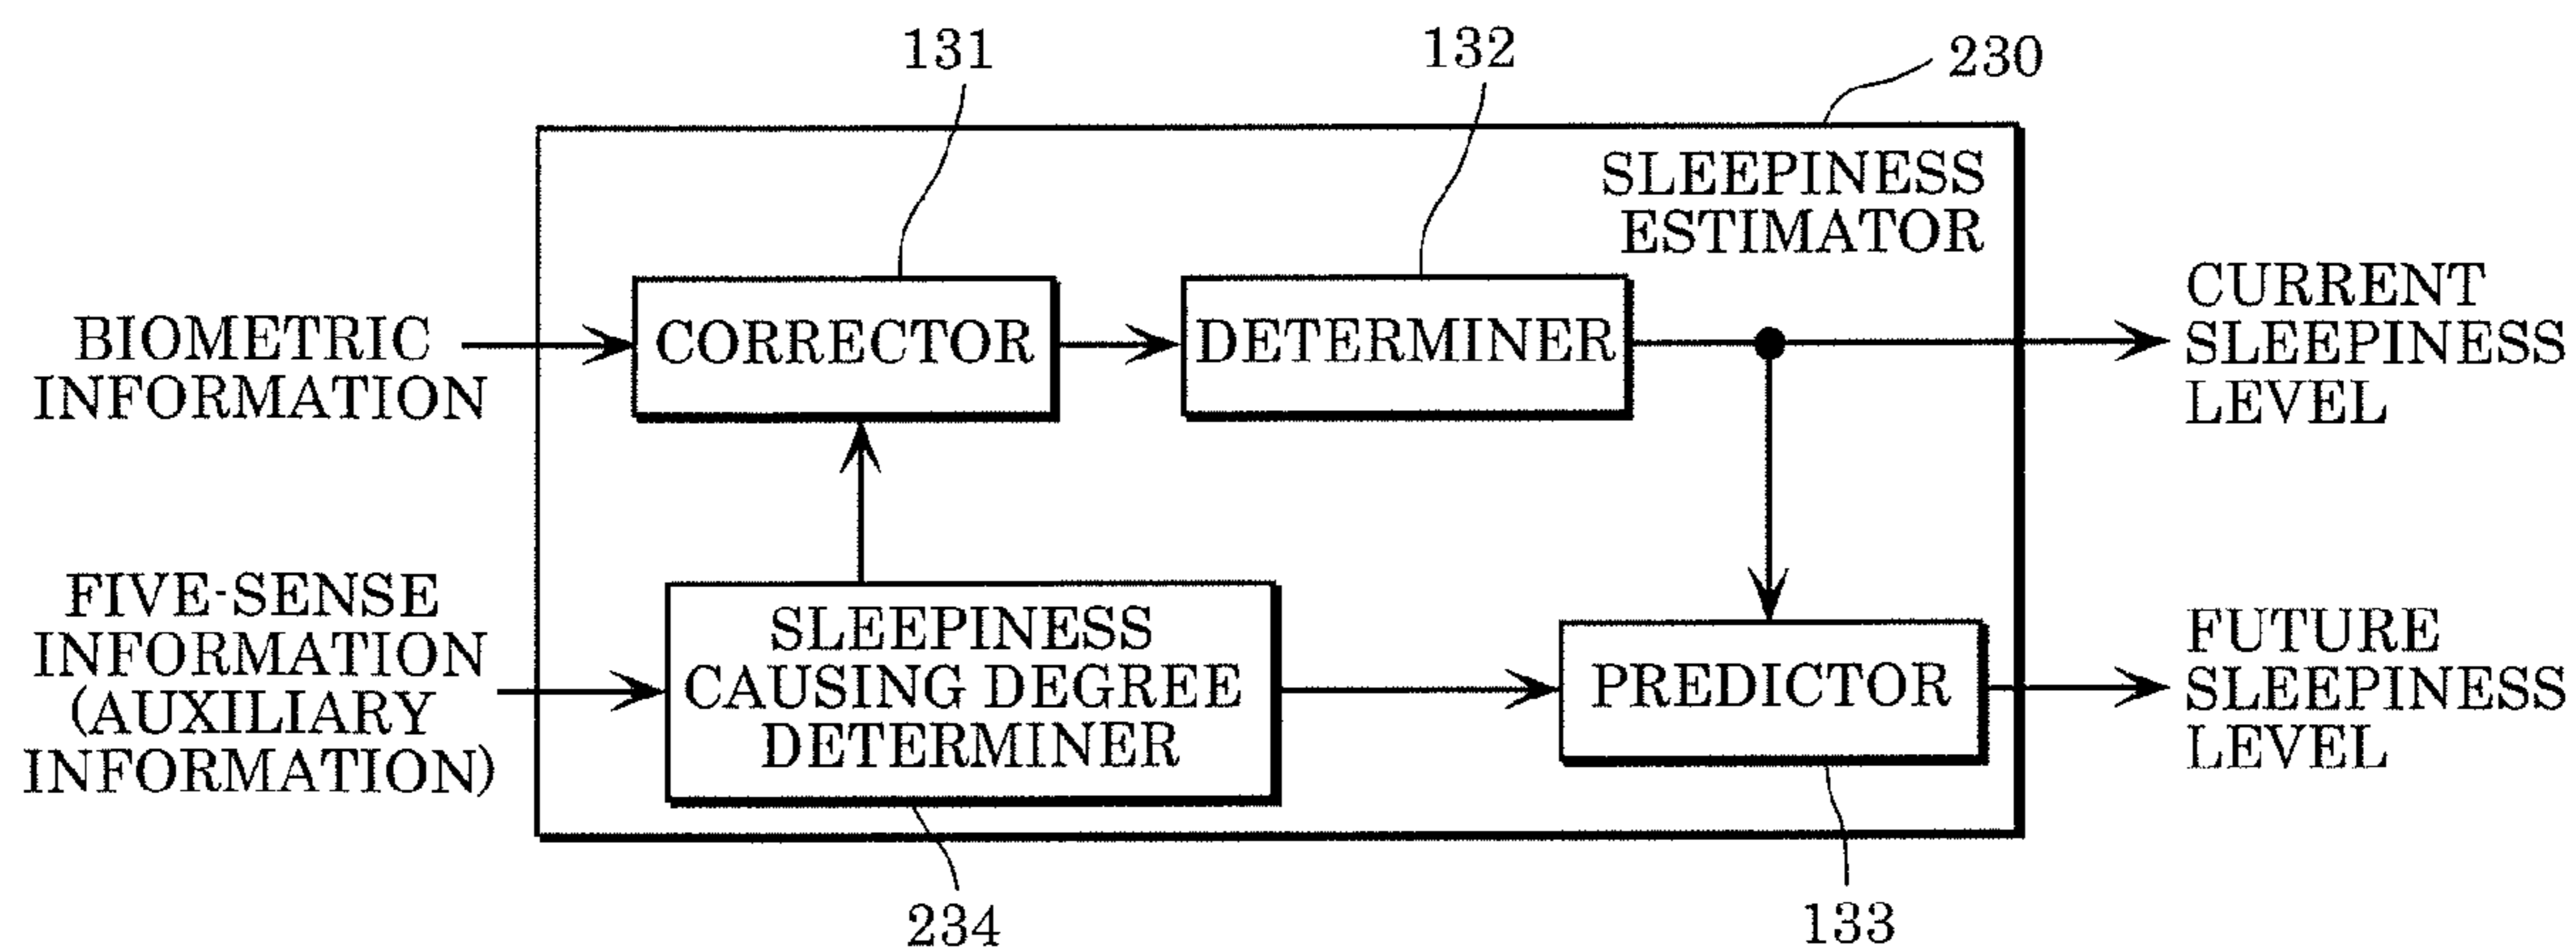 131
132
230
SLEEPINESS
ESTIMATOR
BIOMETRIC
INFORMATION
CORRECTOR
DETERMINER
CURRENT
SLEEPINESS
LEVEL
FIVE-SENSE
INFORMATION
(AUXILIARY
INFORMATION)
SLEEPINESS
CAUSING DEGREE
DETERMINER
PREDICTOR
FUTURE
SLEEPINESS
LEVEL
234
133